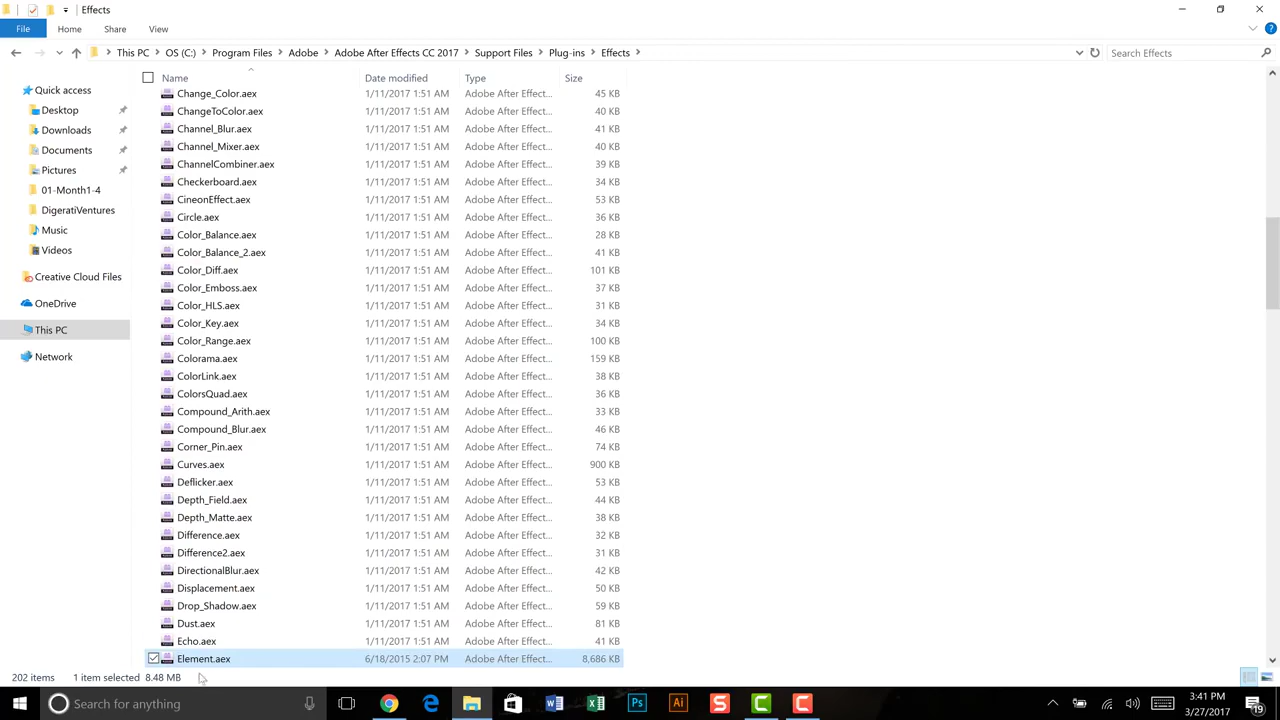 Effects
File Home Share View
This PC OS (C:) Program Files Adobe Adobe After Effects CC 2017 Support Files Plug-ins Effects Search Effects
Name Date modified Type Size
Quick access
Desktop
Downloads
Documents
Pictures
01-Month1-4
DigeratiVentures
Music
Videos
Creative Cloud Files
OneDrive
This PC
Network
Change_Color.aex 1/11/2017 1:51 AM Adobe After Effect... 45 KB
ChangeToColor.aex 1/11/2017 1:51 AM Adobe After Effect... 40 KB
Channel_Blur.aex 1/11/2017 1:51 AM Adobe After Effect... 41 KB
Channel_Mixer.aex 1/11/2017 1:51 AM Adobe After Effect... 40 KB
ChannelCombiner.aex 1/11/2017 1:51 AM Adobe After Effect... 39 KB
Checkerboard.aex 1/11/2017 1:51 AM Adobe After Effect... 34 KB
CineonEffect.aex 1/11/2017 1:51 AM Adobe After Effect... 53 KB
Circle.aex 1/11/2017 1:51 AM Adobe After Effect... 36 KB
Color_Balance.aex 1/11/2017 1:51 AM Adobe After Effect... 28 KB
Color_Balance_2.aex 1/11/2017 1:51 AM Adobe After Effect... 41 KB
Color_Diff.aex 1/11/2017 1:51 AM Adobe After Effect... 101 KB
Color_Emboss.aex 1/11/2017 1:51 AM Adobe After Effect... 37 KB
Color_HLS.aex 1/11/2017 1:51 AM Adobe After Effect... 31 KB
Color_Key.aex 1/11/2017 1:51 AM Adobe After Effect... 34 KB
Color_Range.aex 1/11/2017 1:51 AM Adobe After Effect... 100 KB
Colorama.aex 1/11/2017 1:51 AM Adobe After Effect... 159 KB
ColorLink.aex 1/11/2017 1:51 AM Adobe After Effect... 38 KB
ColorsQuad.aex 1/11/2017 1:51 AM Adobe After Effect... 36 KB
Compound_Arith.aex 1/11/2017 1:51 AM Adobe After Effect... 33 KB
Compound_Blur.aex 1/11/2017 1:51 AM Adobe After Effect... 46 KB
Corner_Pin.aex 1/11/2017 1:51 AM Adobe After Effect... 74 KB
Curves.aex 1/11/2017 1:51 AM Adobe After Effect... 900 KB
Deflicker.aex 1/11/2017 1:51 AM Adobe After Effect... 53 KB
Depth_Field.aex 1/11/2017 1:51 AM Adobe After Effect... 44 KB
Depth_Matte.aex 1/11/2017 1:51 AM Adobe After Effect... 38 KB
Difference.aex 1/11/2017 1:51 AM Adobe After Effect... 32 KB
Difference2.aex 1/11/2017 1:51 AM Adobe After Effect... 31 KB
DirectionalBlur.aex 1/11/2017 1:51 AM Adobe After Effect... 42 KB
Displacement.aex 1/11/2017 1:51 AM Adobe After Effect... 50 KB
Drop_Shadow.aex 1/11/2017 1:51 AM Adobe After Effect... 59 KB
Dust.aex 1/11/2017 1:51 AM Adobe After Effect... 81 KB
Echo.aex 1/11/2017 1:51 AM Adobe After Effect... 41 KB
Element.aex 6/18/2015 2:07 PM Adobe After Effect... 8,686 KB
202 items 1 item selected 8.48 MB
Search for anything
Ps Ai
3:41 PM
3/27/2017
19